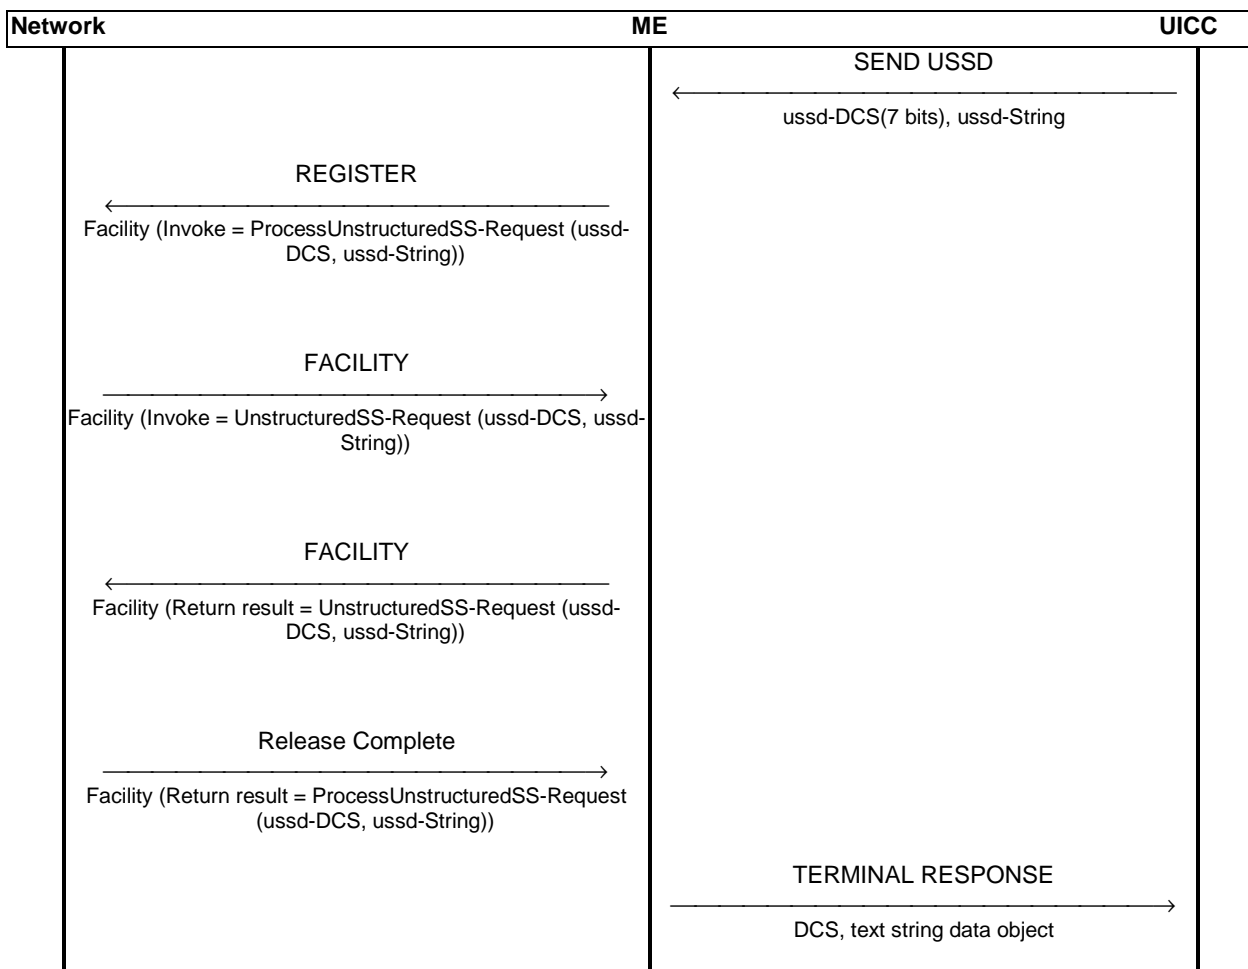 Network ME UICC
SEND USSD
ussd-DCS(7 bits), ussd-String
REGISTER
Facility (Invoke = ProcessUnstructuredSS-Request (ussd-
DCS, ussd-String))
FACILITY
Facility (Invoke = UnstructuredSS-Request (ussd-DCS, ussd-
String))
FACILITY
Facility (Return result = UnstructuredSS-Request (ussd-
DCS, ussd-String))
Release Complete
Facility (Return result = ProcessUnstructuredSS-Request
(ussd-DCS, ussd-String))
TERMINAL RESPONSE
DCS, text string data object